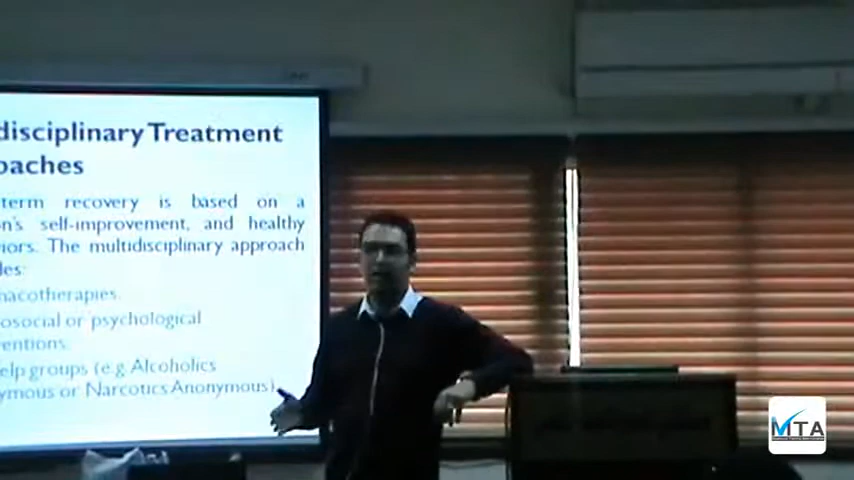 disciplinary Treatment
oaches
term recovery is based on a
on's self-improvement, and healthy
iors. The multidisciplinary approach
les:
nacotherapies.
osocial or psychological
ventions.
elp groups (e.g. Alcoholics
ymous or Narcotics Anonymous)
MTA